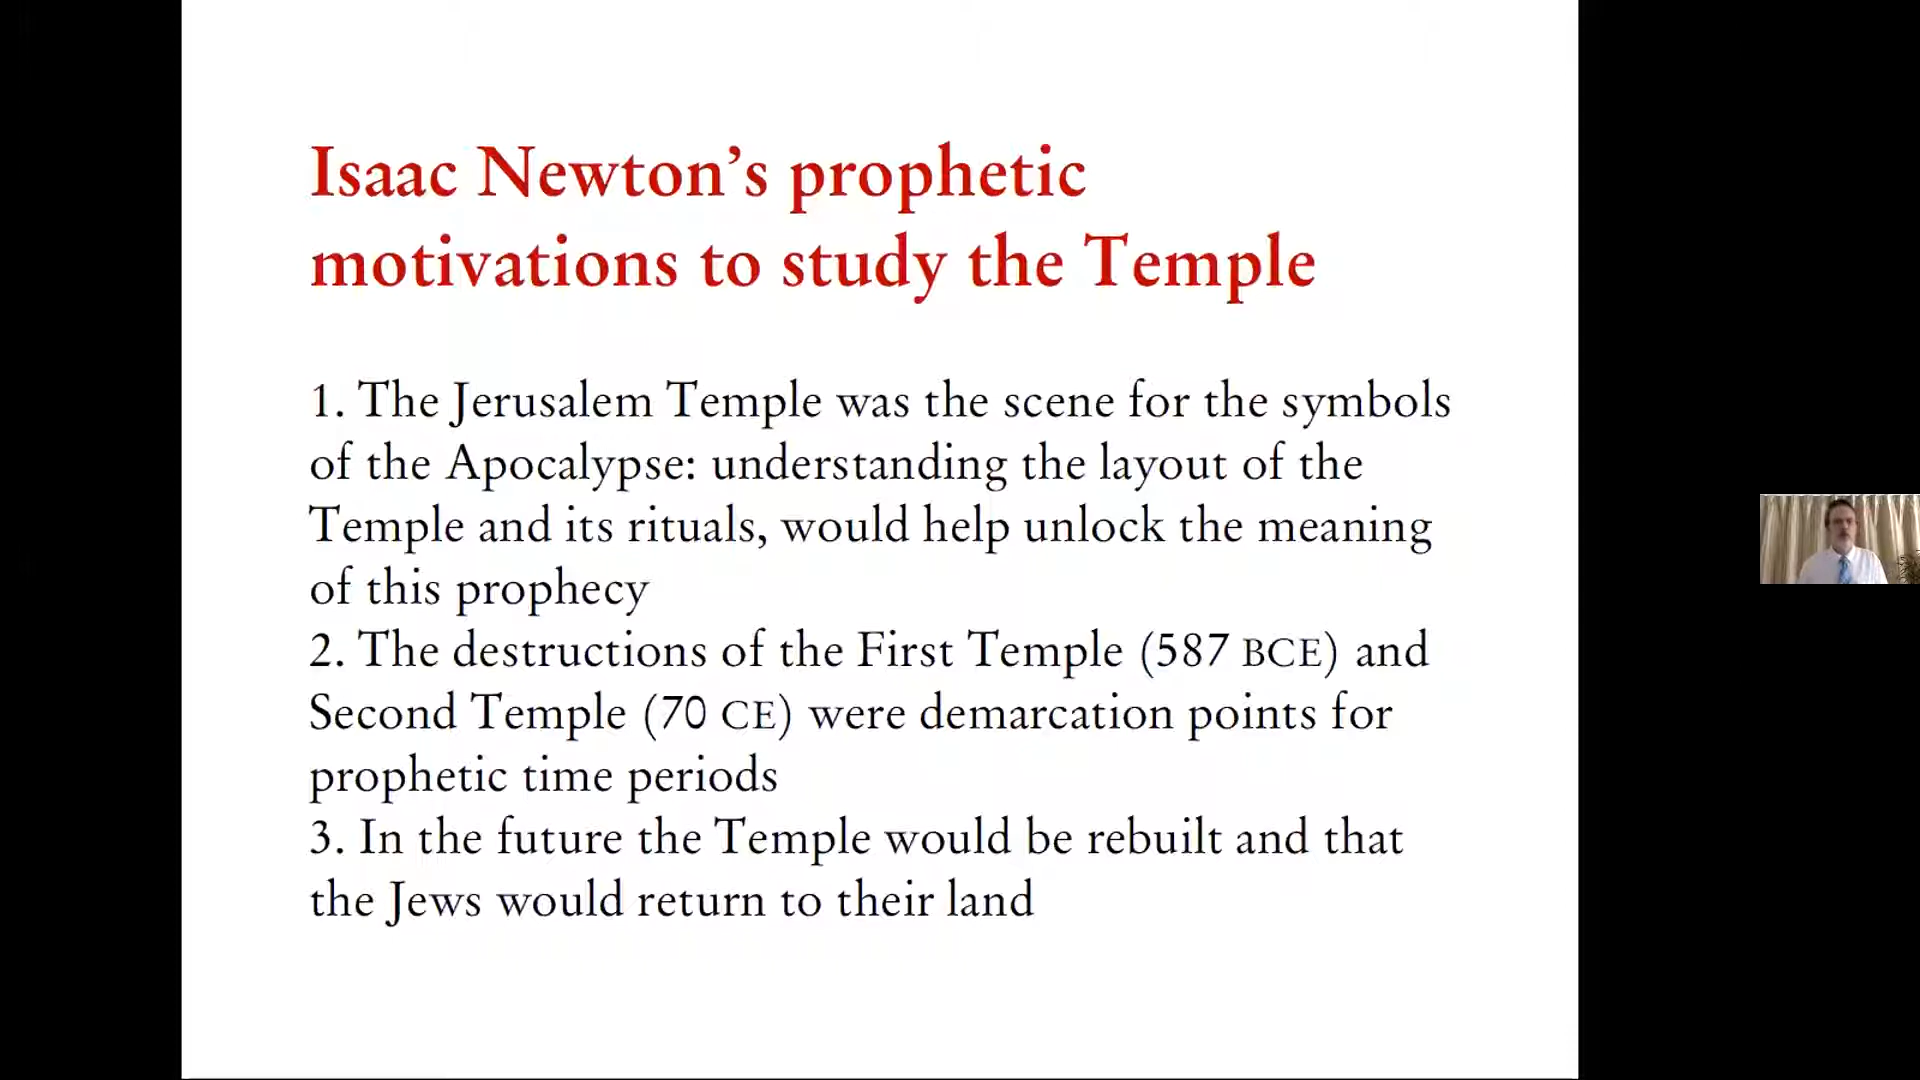 Isaac Newton’s prophetic
motivations to study the Temple
1. The Jerusalem Temple was the scene for the symbols
of the Apocalypse: understanding the layout of the
Temple and its rituals, would help unlock the meaning
of this prophecy
2. The destructions of the First Temple (587 BCE) and
Second Temple (70 CE) were demarcation points for
prophetic time periods
3. In the future the Temple would be rebuilt and that
the Jews would return to their land